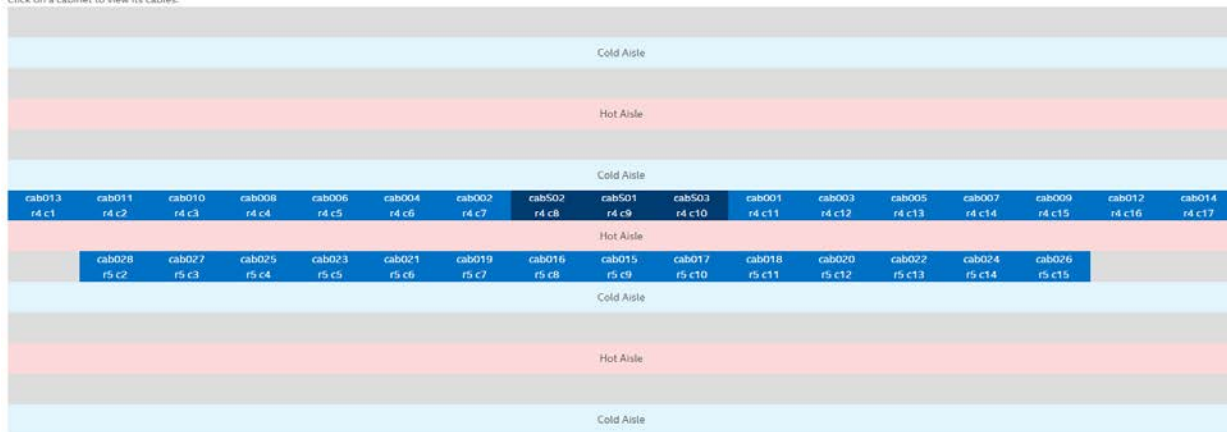 Click on a cabinet to view its cables.
Cold Aisle
Hot Aisle
Cold Aisle
cab013 cab011 cab010 cab008 cab006 cab004 cab002 cabS02 cabS01 cabS03 cab001 cab003 cab005 cab007 cab009 cab012 cab014
r4 c1 r4 c2 r4 c3 r4 c4 r4 c5 r4 c6 r4 c7 r4 c8 r4 c9 r4 c10 r4 c11 r4 c12 r4 c13 r4 c14 r4 c15 r4 c16 r4 c17
Hot Aisle
cab028 cab027 cab025 cab023 cab021 cab019 cab016 cab015 cab017 cab018 cab020 cab022 cab024 cab026
r5 c2 r5 c3 r5 c4 r5 c5 r5 c6 r5 c7 r5 c8 r5 c9 r5 c10 r5 c11 r5 c12 r5 c13 r5 c14 r5 c15
Cold Aisle
Hot Aisle
Cold Aisle